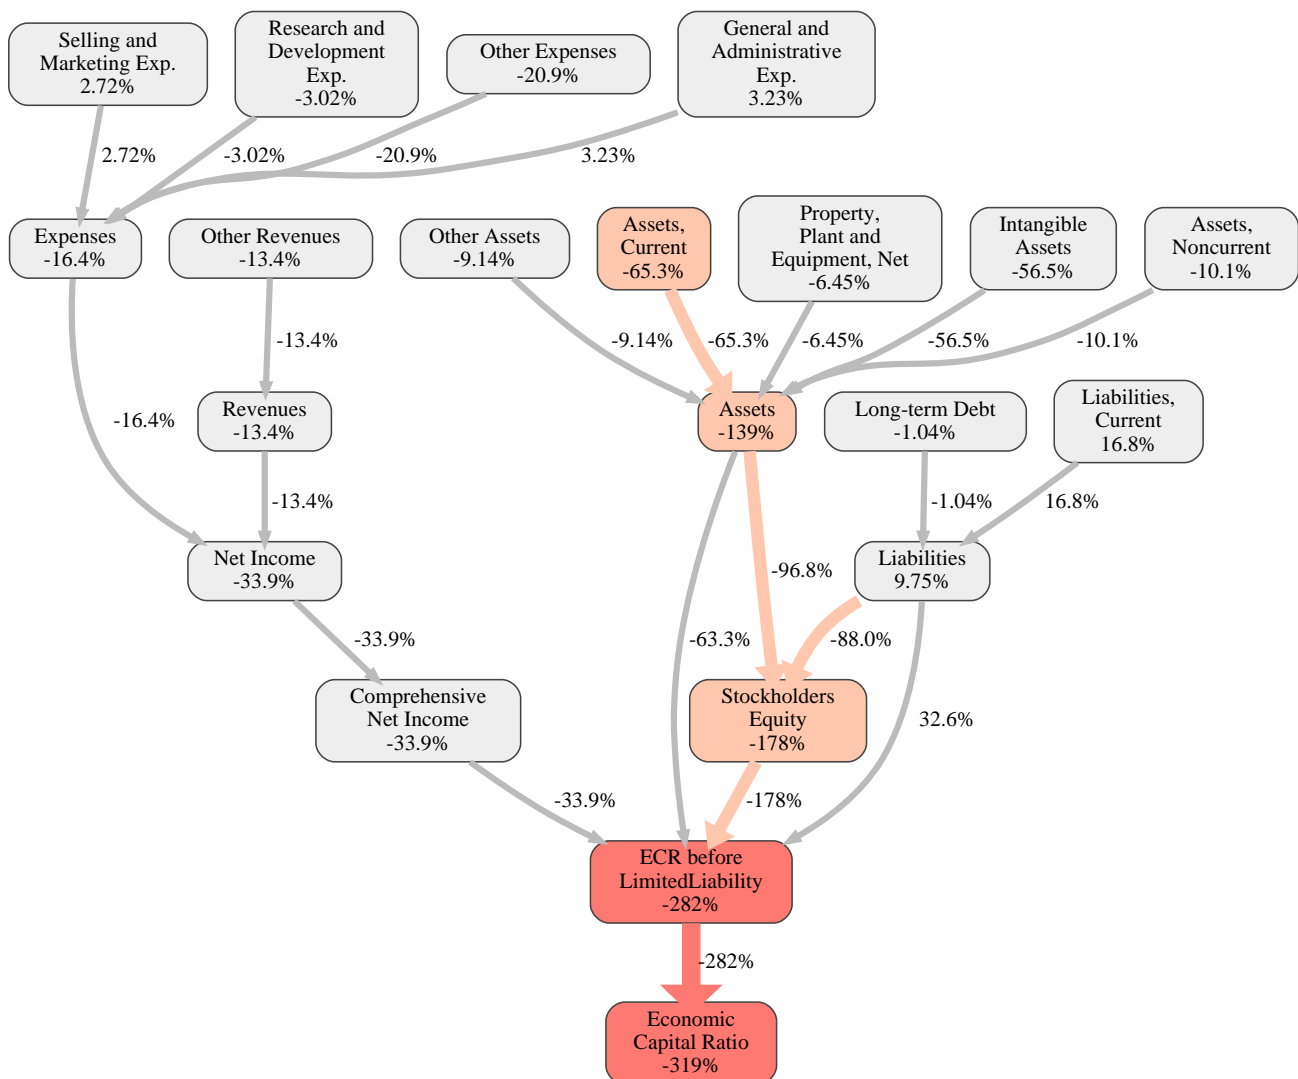 Selling and
Marketing Exp.
2.72%
Research and
Development
Exp.
-3.02%
Other Expenses
-20.9%
General and
Administrative
Exp.
3.23%
2.72%
-3.02%
-20.9%
3.23%
Expenses
-16.4%
Other Revenues
-13.4%
Other Assets
-9.14%
Assets,
Current
-65.3%
Property,
Plant and
Equipment, Net
-6.45%
Intangible
Assets
-56.5%
Assets,
Noncurrent
-10.1%
-13.4%
-9.14%
-65.3%
-6.45%
-56.5%
-10.1%
-16.4%
Revenues
-13.4%
Assets
-139%
Long-term Debt
-1.04%
Liabilities,
Current
16.8%
-13.4%
-1.04%
16.8%
Net Income
-33.9%
-96.8%
Liabilities
9.75%
-33.9%
-63.3%
-88.0%
32.6%
Comprehensive
Net Income
-33.9%
Stockholders
Equity
-178%
-33.9%
-178%
ECR before
LimitedLiability
-282%
-282%
Economic
Capital Ratio
-319%